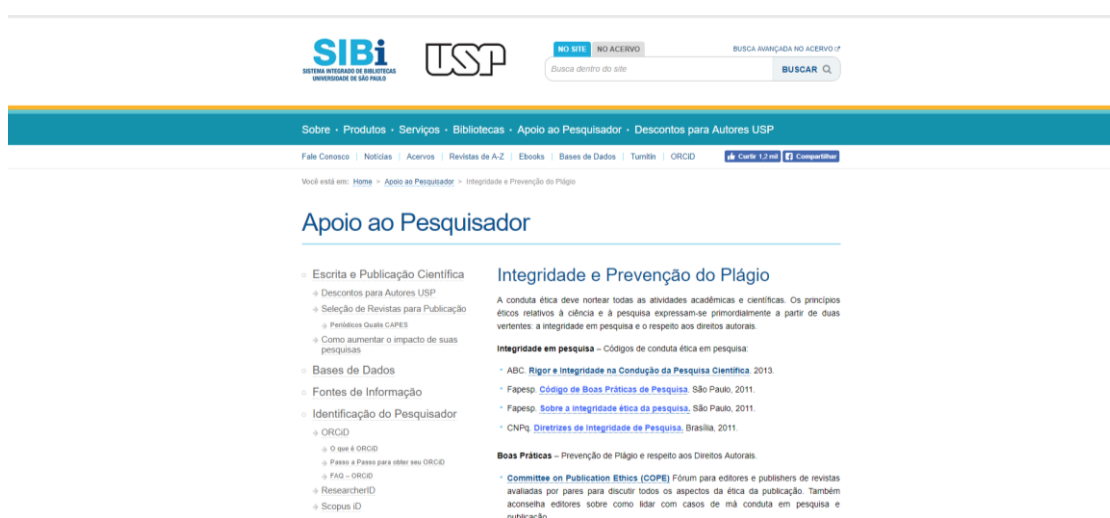 SIBi
SISTEMA INTEGRADO DE BIBLIOTECAS
UNIVERSIDADE DE SÃO PAULO
USP
NO SITE NO ACERVO
BUSCA AVANÇADA NO ACERVO
Busca dentro do site
BUSCAR
Sobre • Produtos • Serviços • Bibliotecas • Apoio ao Pesquisador • Descontos para Autores USP
Fale Conosco | Notícias | Acervos | Revistas de A-Z | Ebooks | Bases de Dados | Turnitin | ORCID
Curtir 1,2 mil Compartilhar
Você está em: Home > Apoio ao Pesquisador > Integridade e Prevenção do Plágio
Apoio ao Pesquisador
Escrita e Publicação Científica
Descontos para Autores USP
Seleção de Revistas para Publicação
Periódicos Qualis CAPES
Como aumentar o impacto de suas
pesquisas
Bases de Dados
Fontes de Informação
Identificação do Pesquisador
ORCiD
O que é ORCID
Passo a Passo para obter seu ORCiD
FAQ – ORCiD
ResearcherID
Scopus iD
Integridade e Prevenção do Plágio
A conduta ética deve nortear todas as atividades acadêmicas e científicas. Os princípios
éticos relativos à ciência e à pesquisa expressam-se primordialmente a partir de duas
vertentes: a integridade em pesquisa e o respeito aos direitos autorais.
Integridade em pesquisa – Códigos de conduta ética em pesquisa:
ABC. Rigor e Integridade na Condução da Pesquisa Científica. 2013.
Fapesp. Código de Boas Práticas de Pesquisa. São Paulo, 2011.
Fapesp. Sobre a integridade ética da pesquisa. São Paulo, 2011.
CNPq. Diretrizes de Integridade de Pesquisa. Brasília, 2011.
Boas Práticas – Prevenção de Plágio e respeito aos Direitos Autorais.
Committee on Publication Ethics (COPE) Fórum para editores e publishers de revistas
avaliadas por pares para discutir todos os aspectos da ética da publicação. Também
aconselha editores sobre como lidar com casos de má conduta em pesquisa e
publicação